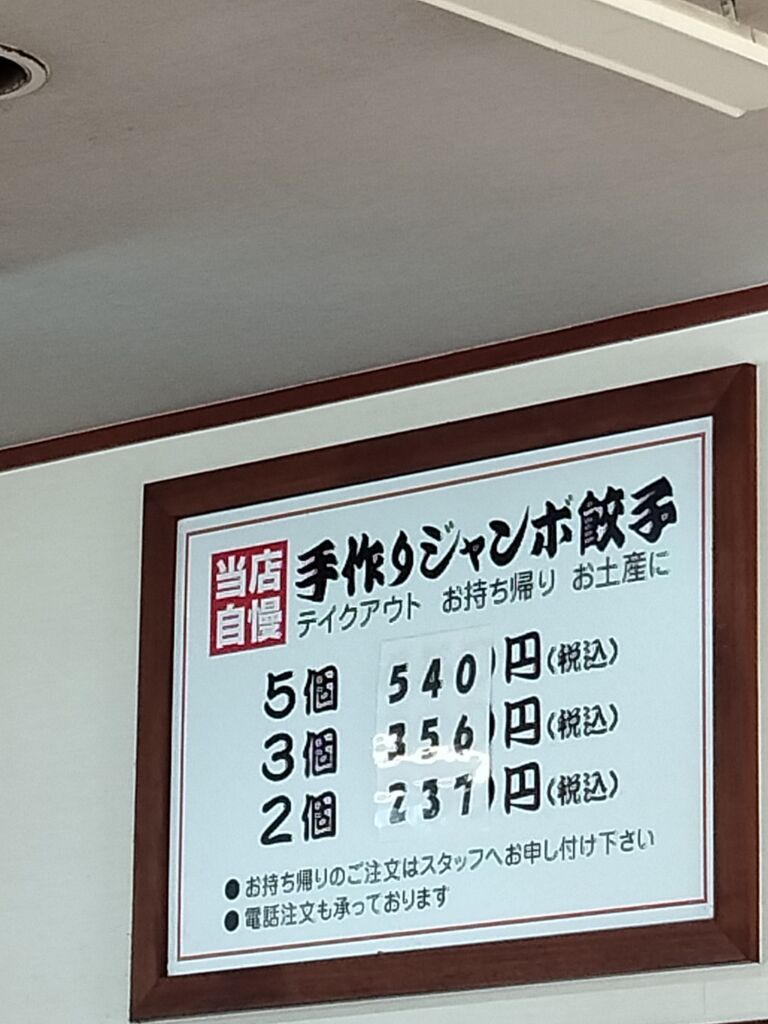 当店自慢
手作りジャンボ餃子
テイクアウト お持ち帰り お土産に
5個 540円(税込)
3個 356円(税込)
2個 237円(税込)
●お持ち帰りのご注文はスタッフへお申し付け下さい
●電話注文も承っております